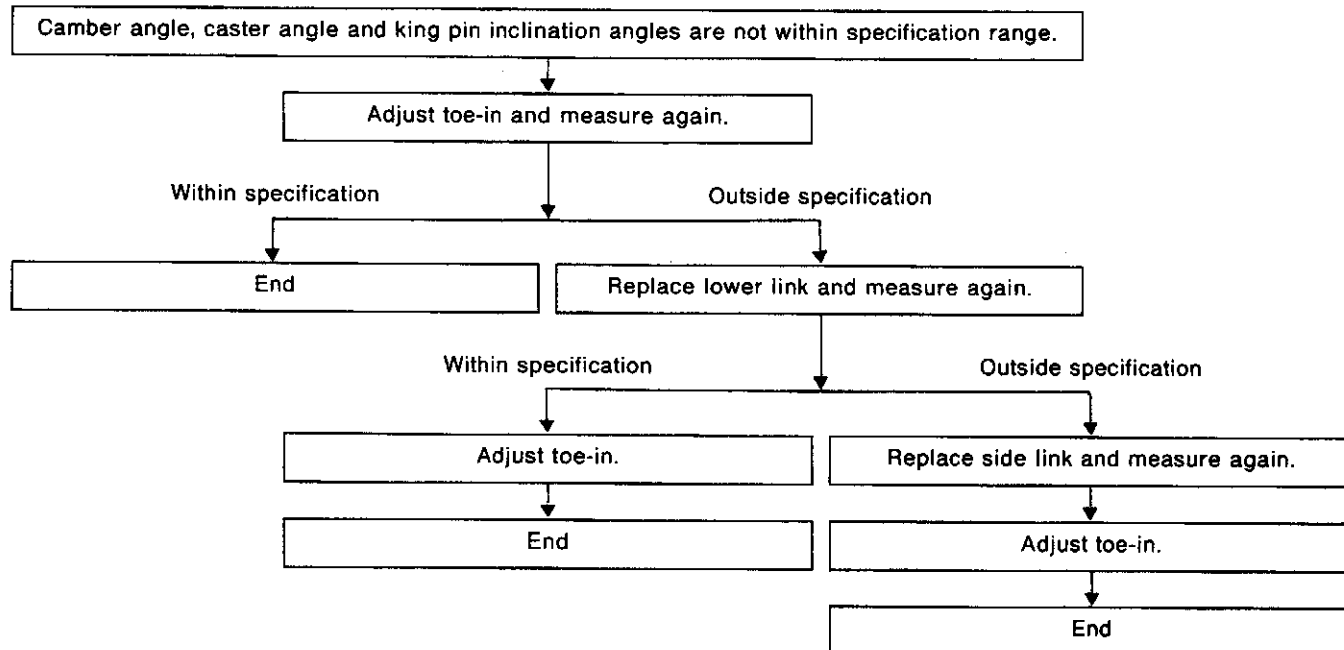 Camber angle, caster angle and king pin inclination angles are not within specification range.
Adjust toe-in and measure again.
Within specification
Outside specification
End
Replace lower link and measure again.
Within specification
Outside specification
Adjust toe-in.
Replace side link and measure again.
End
Adjust toe-in.
End